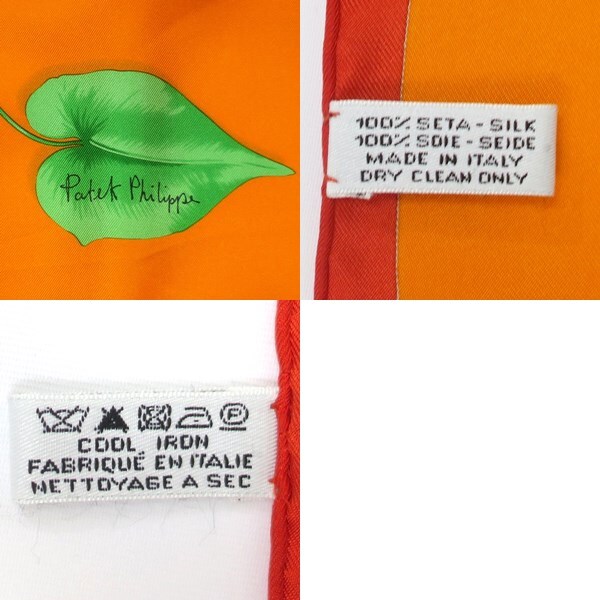 Patek Philippe
100% SETA - SILK
100% SOIE - SEIDE
MADE IN ITALY
DRY CLEAN ONLY
COOL IRON
FABRIQUÉ EN ITALIE
NETTOYAGE A SEC